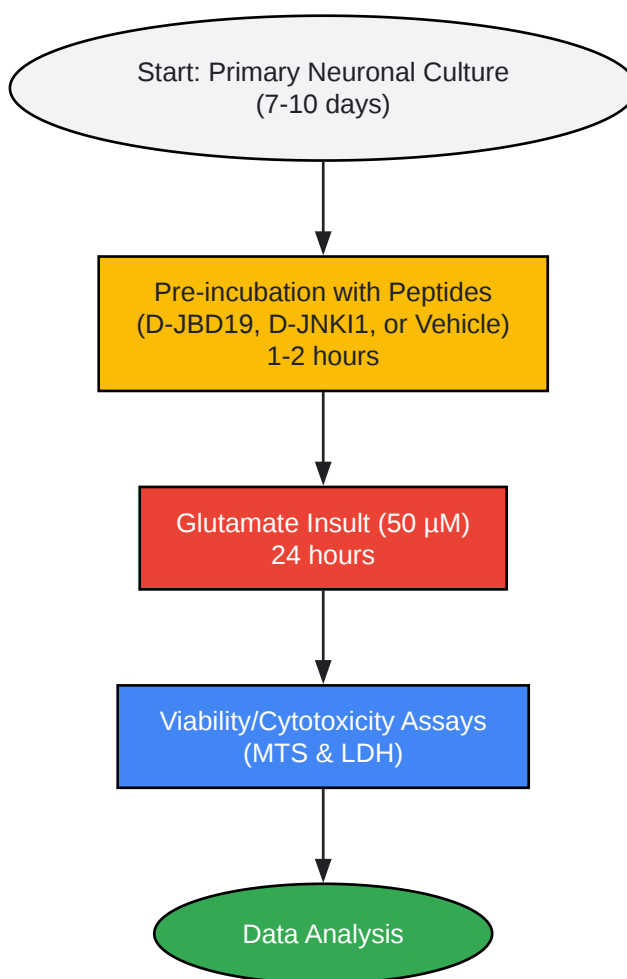 Start: Primary Neuronal Culture
(7-10 days)
Pre-incubation with Peptides
(D-JBD19, D-JNKI1, or Vehicle)
1-2 hours
Glutamate Insult (50 µM)
24 hours
Viability/Cytotoxicity Assays
(MTS & LDH)
Data Analysis